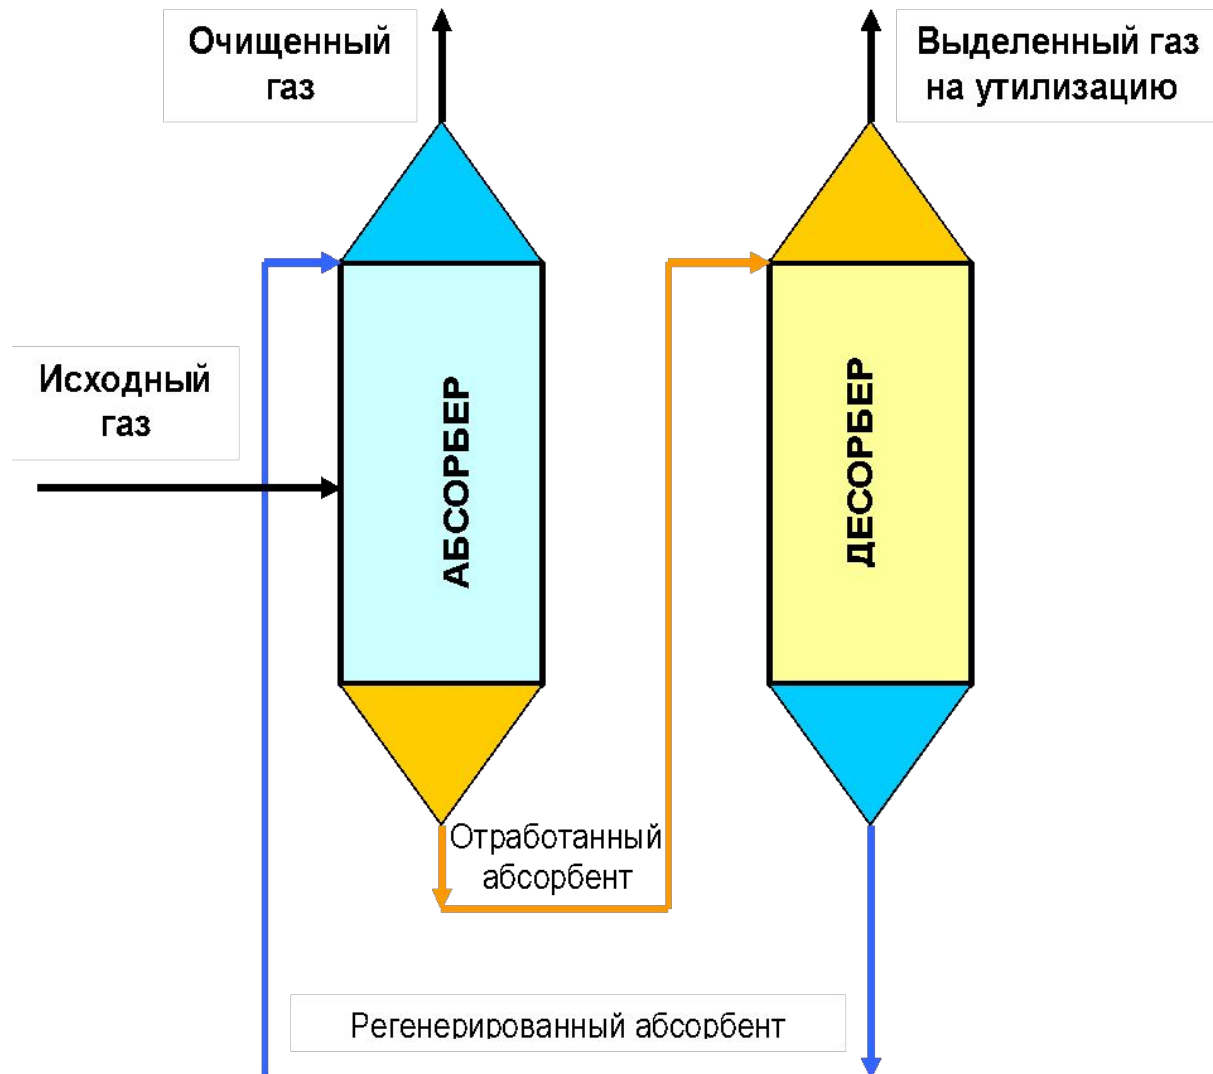 Очищенный
газ
Выделенный газ
на утилизацию
Исходный
газ
АБСОРБЕР
ДЕСОРБЕР
Отработанный
абсорбент
Регенерированный абсорбент